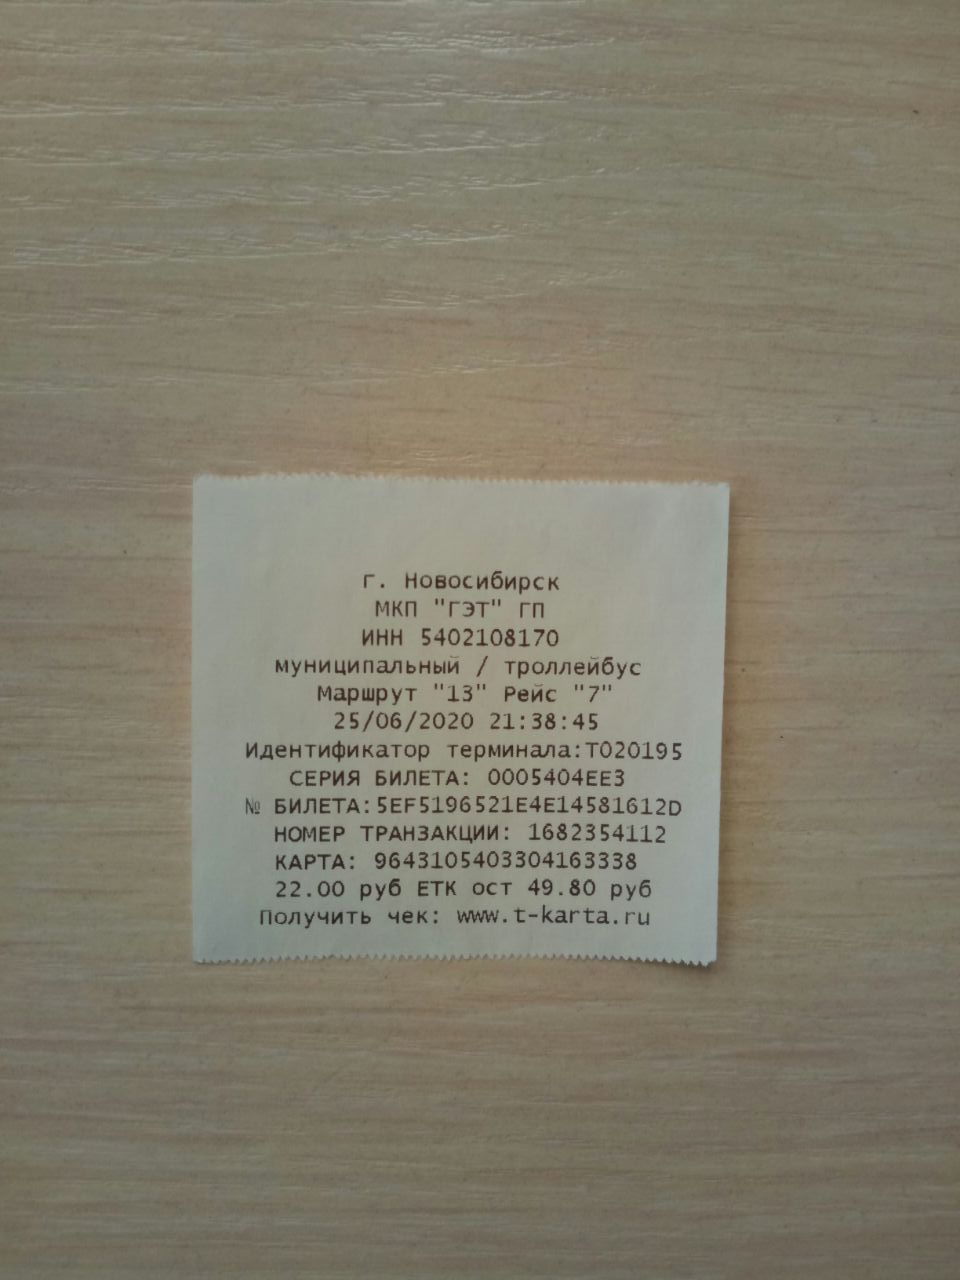 г. Новосибирск
МКП "ГЭТ" ГП
ИНН 5402108170
муниципальный / троллейбус
Маршрут "13" Рейс "7"
25/06/2020 21:38:45
Идентификатор терминала:T020195
СЕРИЯ БИЛЕТА: 0005404EE3
№ БИЛЕТА:5EF5196521E4E14581612D
НОМЕР ТРАНЗАКЦИИ: 1682354112
КАРТА: 9643105403304163338
22.00 руб ЕТК ост 49.80 руб
Получить чек: www.t-karta.ru